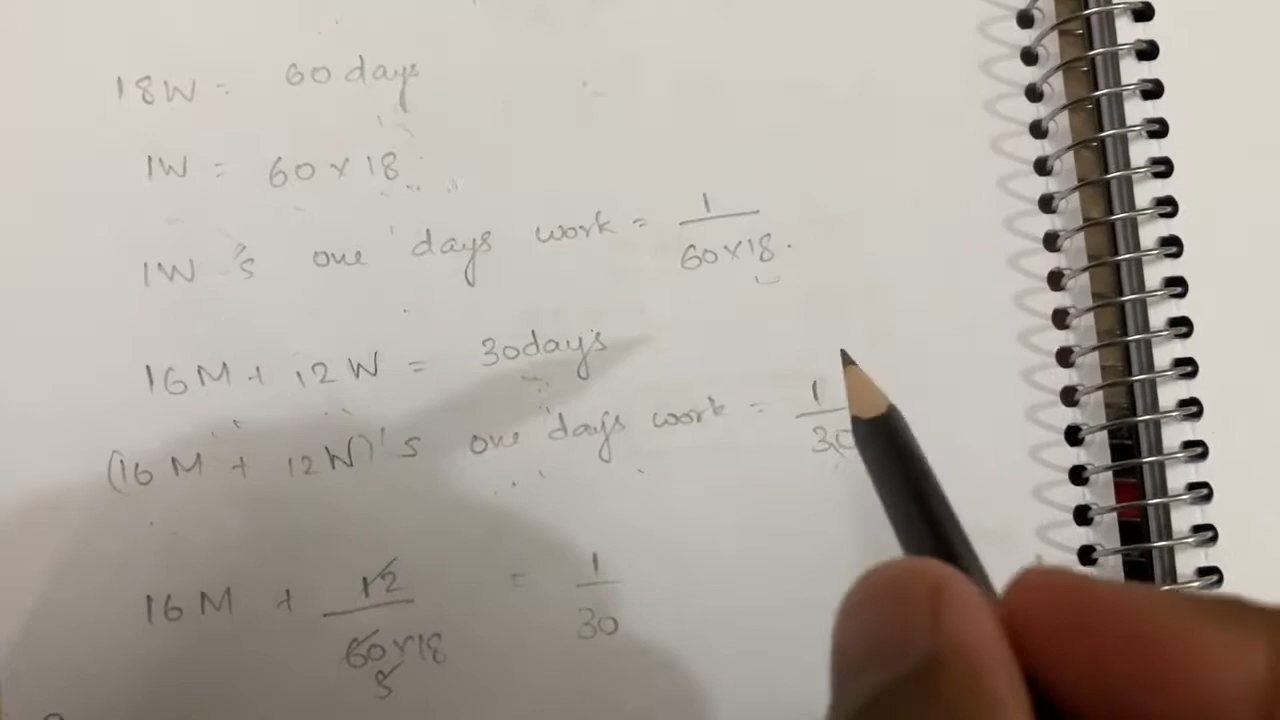 18W = 60 days
1W = 60 × 18
1W's one days work = 1/(60×18).
16M + 12W = 30days
(16M + 12W)'s one days work = 1/30
16M + 12/(60×18) = 1/30
5